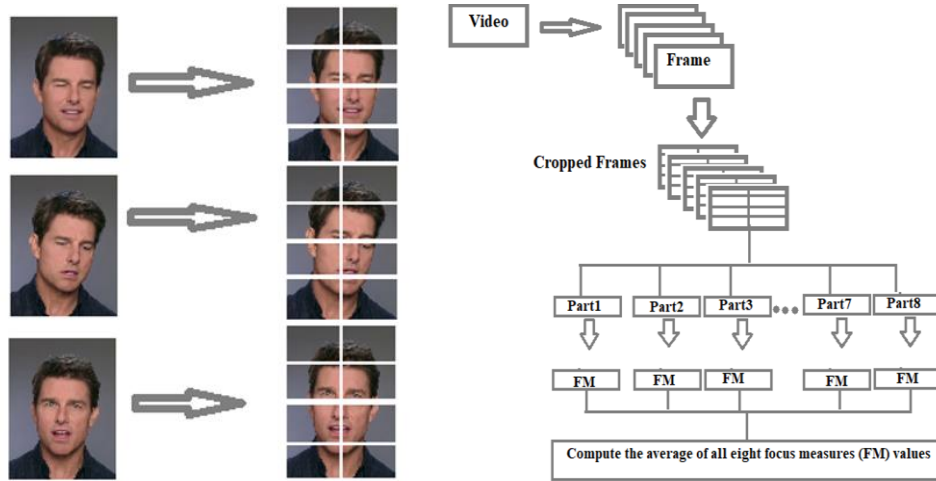 Video
Frame
Cropped Frames
Part1 Part2 Part3 Part7 Part8
FM FM FM FM FM
Compute the average of all eight focus measures (FM) values